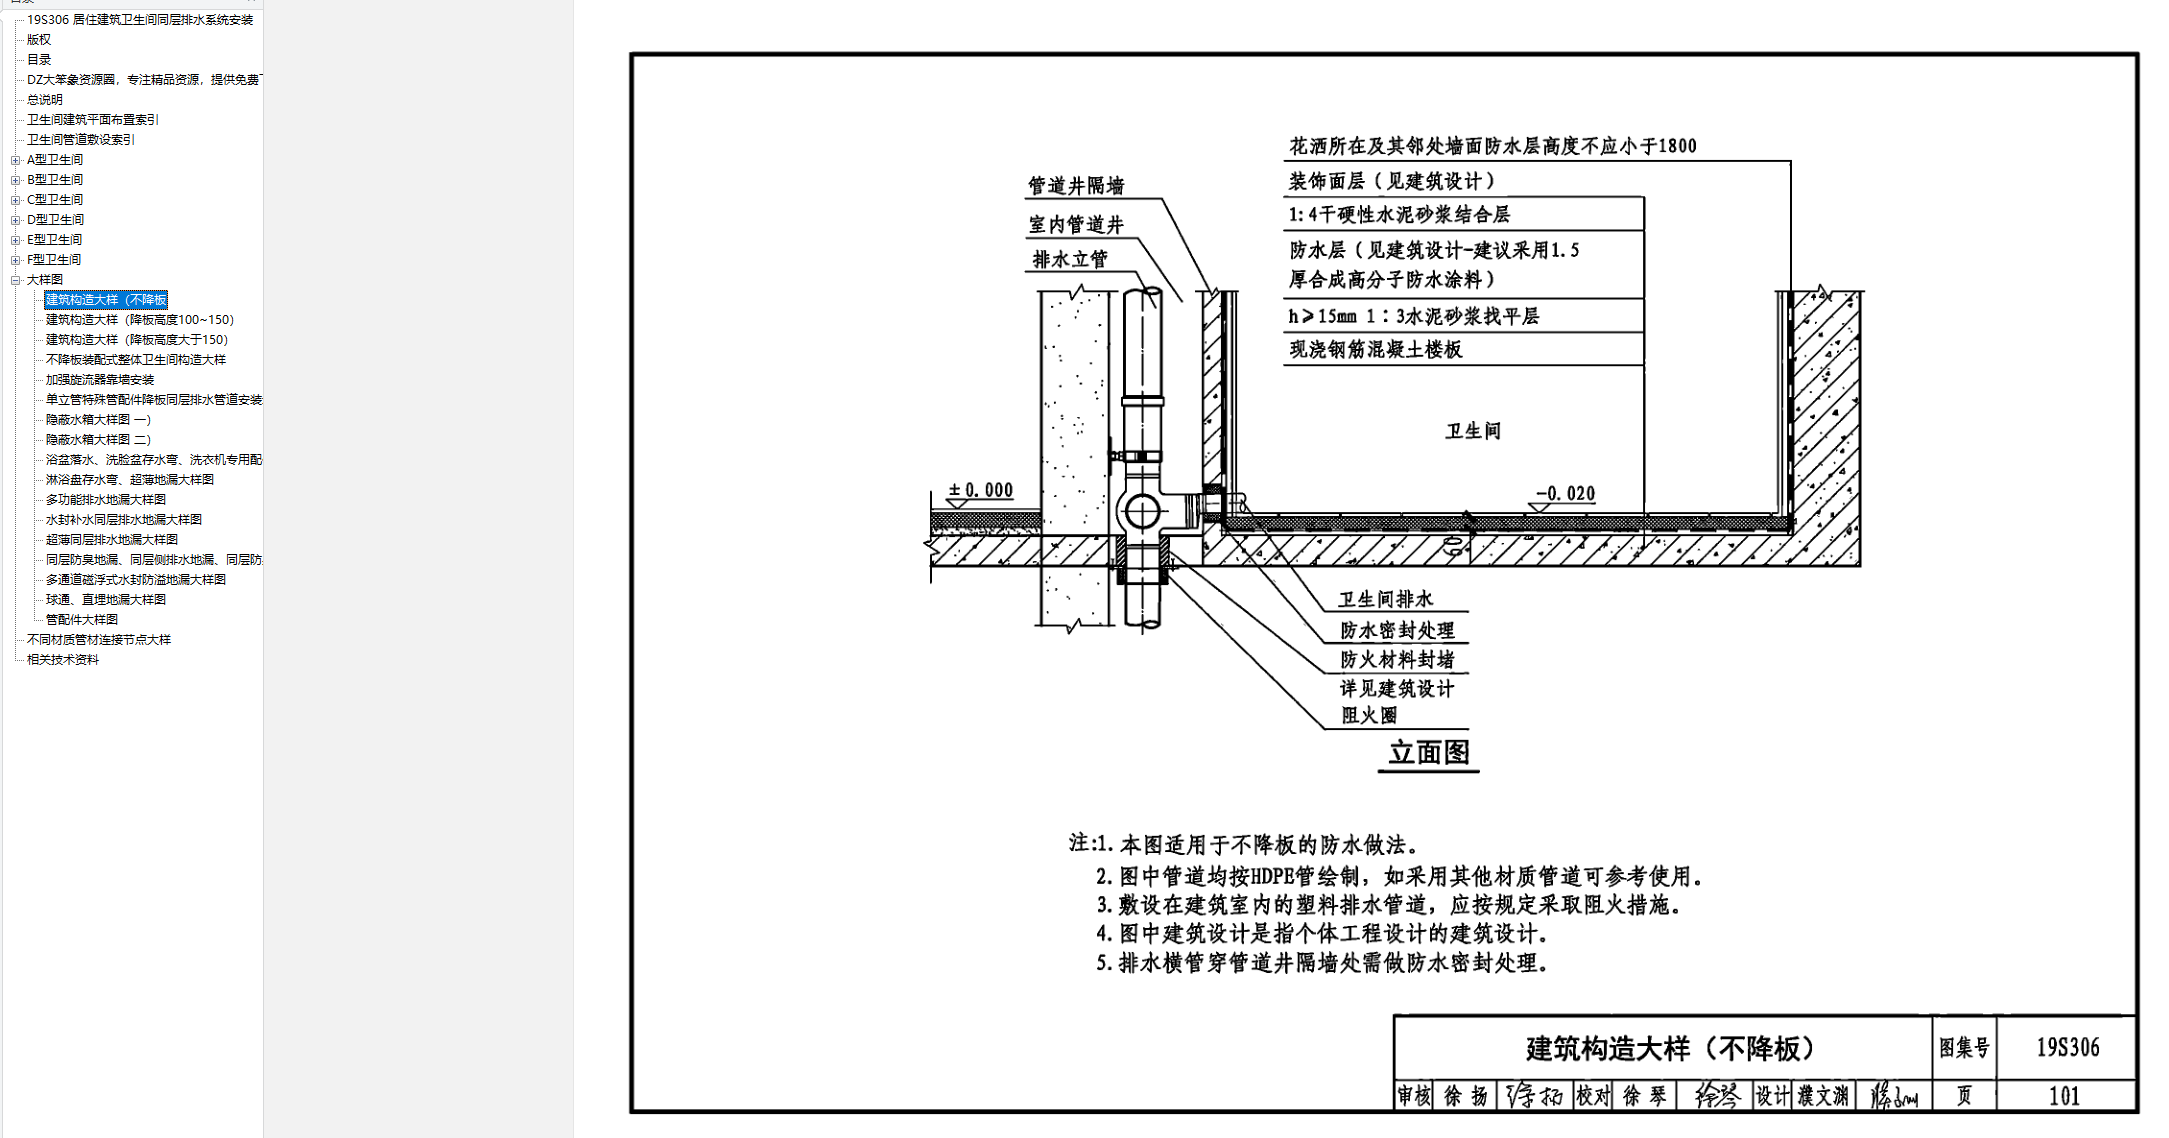 19S306 居住建筑卫生间同层排水系统安装
版权
目录
DZ大笨象资源圈，专注精品资源，提供免费
总说明
卫生间建筑平面布置索引
卫生间管道敷设索引
A型卫生间
B型卫生间
C型卫生间
D型卫生间
E型卫生间
F型卫生间
大样图
建筑构造大样（不降板
建筑构造大样（降板高度100~150）
建筑构造大样（降板高度大于150）
不降板装配式整体卫生间构造大样
加强旋流器靠墙安装
单立管特殊管配件降板同层排水管道安装
隐蔽水箱大样图 一）
隐蔽水箱大样图 二）
浴盆落水、洗脸盆存水弯、洗衣机专用配
淋浴盘存水弯、超薄地漏大样图
多功能排水地漏大样图
水封补水同层排水地漏大样图
超薄同层排水地漏大样图
同层防臭地漏、同层侧排水地漏、同层防
多通道磁浮式水封防溢地漏大样图
球通、直埋地漏大样图
管配件大样图
不同材质管材连接节点大样
相关技术资料
管道井隔墙
室内管道井
排水立管
花洒所在及其邻处墙面防水层高度不应小于1800
装饰面层（见建筑设计）
1:4干硬性水泥砂浆结合层
防水层（见建筑设计-建议采用1.5
厚合成高分子防水涂料）
h≥15mm 1：3水泥砂浆找平层
现浇钢筋混凝土楼板
卫生间
±0.000
-0.020
60
卫生间排水
防水密封处理
防火材料封堵
详见建筑设计
阻火圈
立面图
注:1. 本图适用于不降板的防水做法。
2. 图中管道均按HDPE管绘制，如采用其他材质管道可参考使用。
3. 敷设在建筑室内的塑料排水管道，应按规定采取阻火措施。
4. 图中建筑设计是指个体工程设计的建筑设计。
5. 排水横管穿管道井隔墙处需做防水密封处理。
建筑构造大样（不降板） 图集号 19S306
审核 徐 扬 校对 徐 琴 设计 濮文渊 页 101